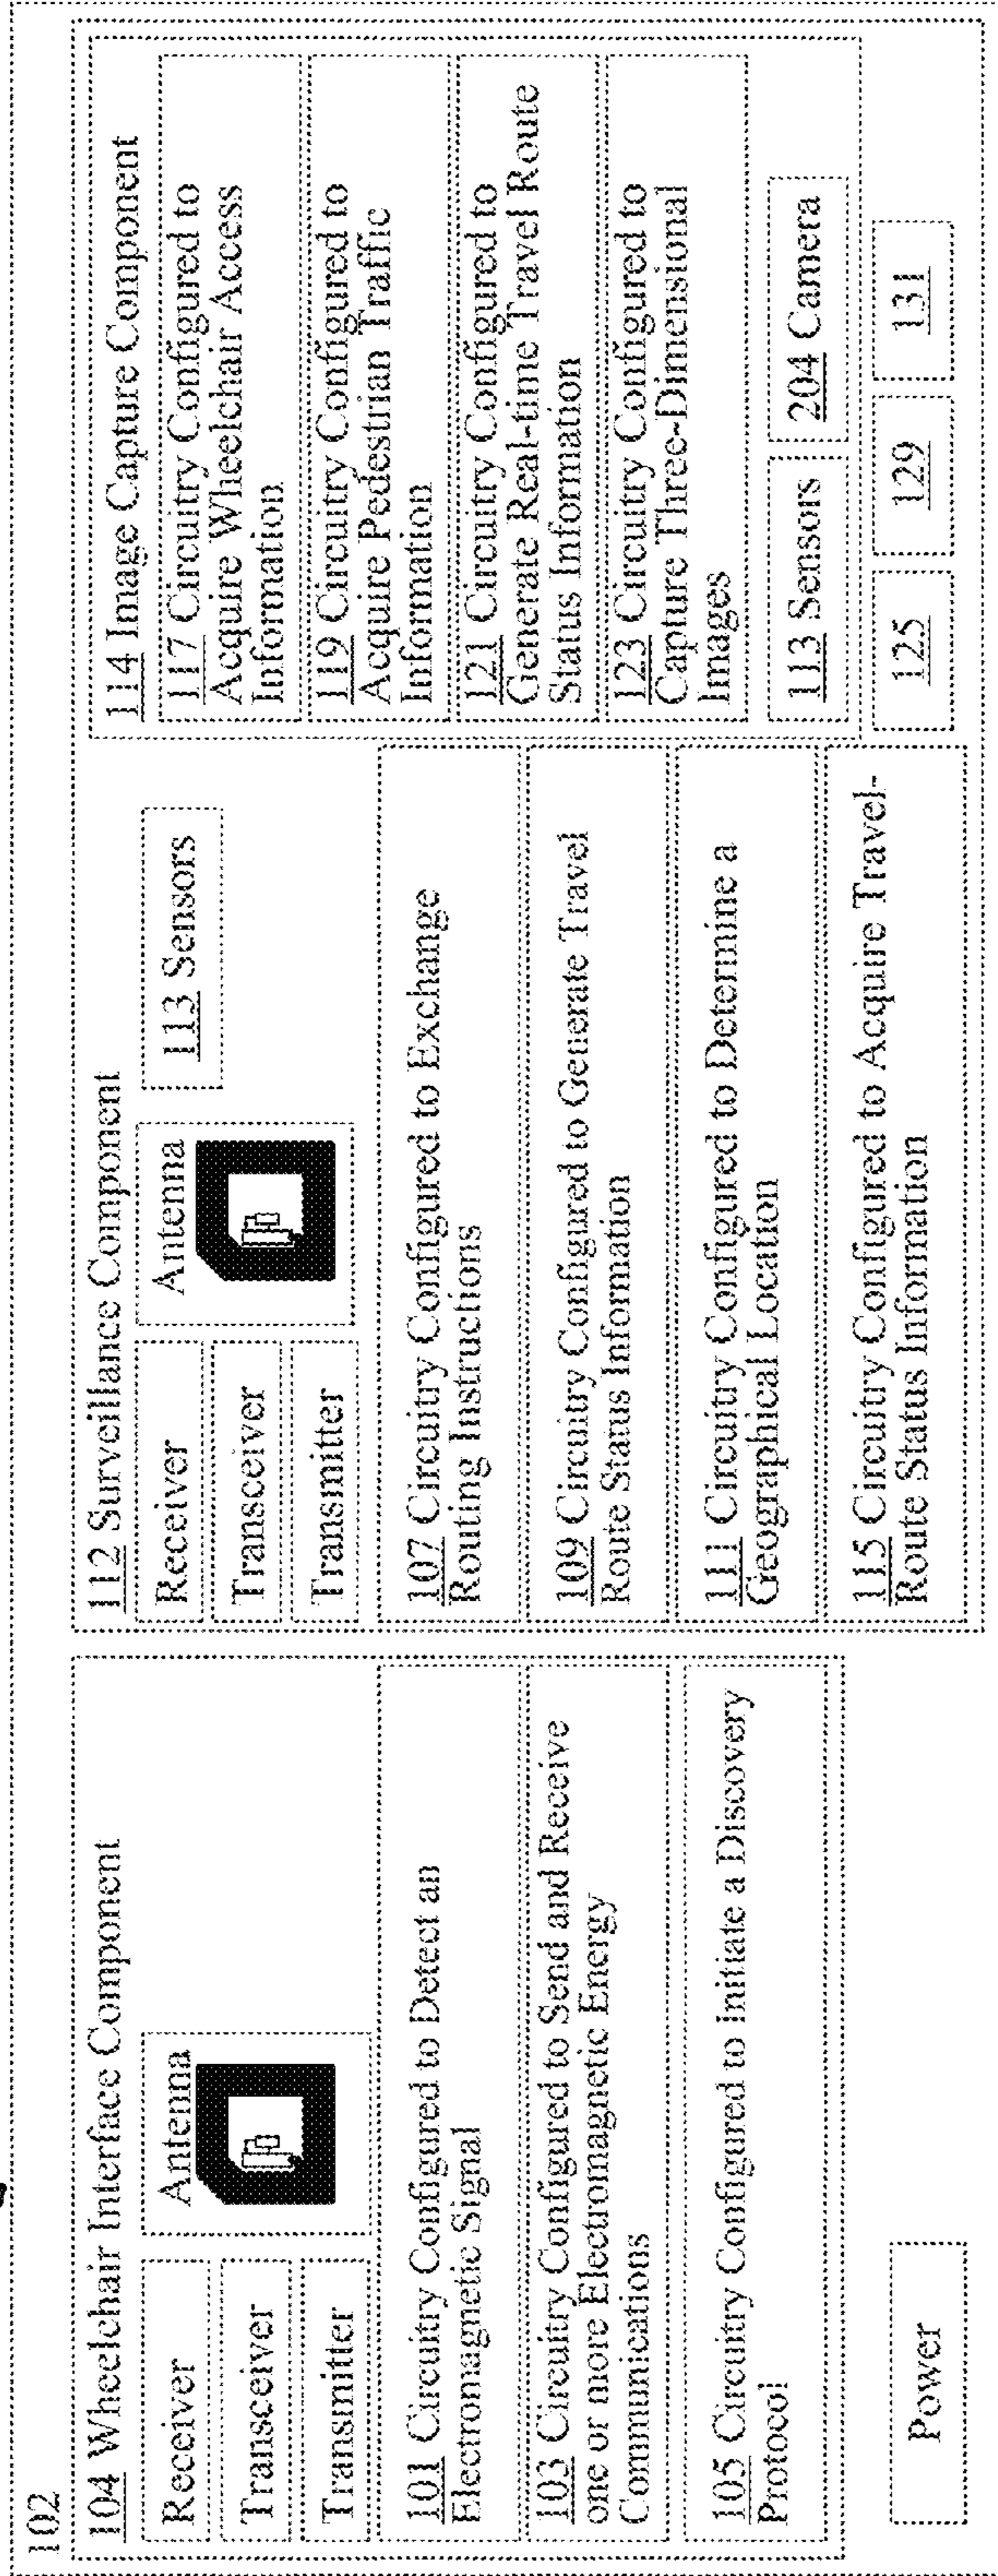 102
104 Wheelchair Interface Component
Receiver
Transceiver
Transmitter
Antenna
101 Circuitry Configured to Detect an
Electromagnetic Signal
103 Circuitry Configured to Send and Receive
one or more Electromagnetic Energy
Communications
105 Circuitry Configured to Initiate a Discovery
Protocol
Power
112 Surveillance Component
Receiver
Transceiver
Transmitter
Antenna
113 Sensors
107 Circuitry Configured to Exchange
Routing Instructions
109 Circuitry Configured to Generate Travel
Route Status Information
111 Circuitry Configured to Determine a
Geographical Location
115 Circuitry Configured to Acquire Travel-
Route Status Information
114 Image Capture Component
117 Circuitry Configured to
Acquire Wheelchair Access
Information
119 Circuitry Configured to
Acquire Pedestrian Traffic
Information
121 Circuitry Configured to
Generate Real-time Travel Route
Status Information
123 Circuitry Configured to
Capture Three-Dimensional
Images
113 Sensors
204 Camera
125
129
131